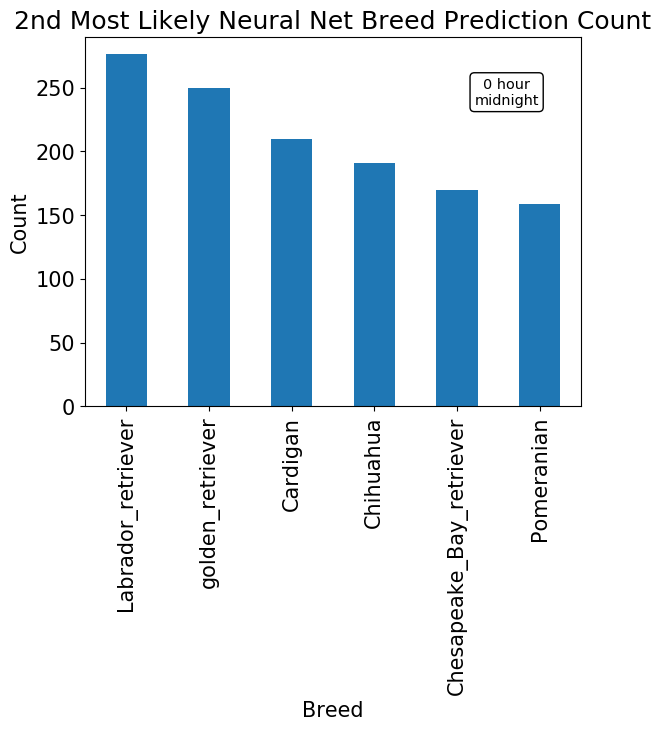 2nd Most Likely Neural Net Breed Prediction Count
0 hour
midnight
Count
250
200
150
100
50
0
Labrador_retriever
golden_retriever
Cardigan
Chihuahua
Chesapeake_Bay_retriever
Pomeranian
Breed